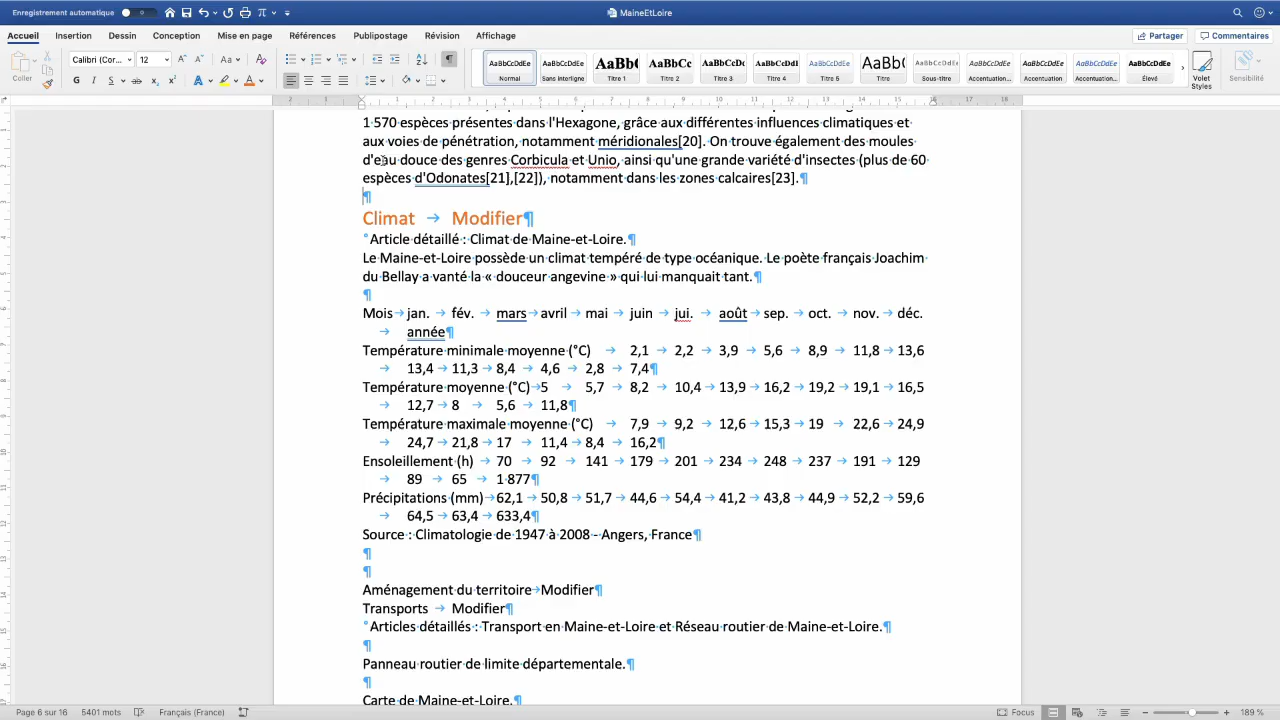 Enregistrement automatique
MaineEtLoire
Accueil Insertion Dessin Conception Mise en page Références Publipostage Révision Affichage Partager Commentaires
Coller
Calibri (Cor... 12
G I S ab x x
Normal Sans interligne Titre 1 Titre 2 Titre 3 Titre 4 Titre 5 Titre Sous-titre Accentuation... Accentuation Accentuation... Élevé
Volet Styles
Sensibilité
1 570 espèces présentes dans l'Hexagone, grâce aux différentes influences climatiques et
aux voies de pénétration, notamment méridionales[20]. On trouve également des moules
d'eau douce des genres Corbicula et Unio, ainsi qu'une grande variété d'insectes (plus de 60
espèces d'Odonates[21],[22]), notamment dans les zones calcaires[23].¶
¶
Climat → Modifier¶
°Article détaillé : Climat de Maine-et-Loire.¶
Le Maine-et-Loire possède un climat tempéré de type océanique. Le poète français Joachim
du Bellay a vanté la « douceur angevine » qui lui manquait tant.¶
¶
Mois → jan. → fév. → mars → avril → mai → juin → jui. → août → sep. → oct. → nov. → déc.
→ année¶
Température minimale moyenne (°C) → 2,1 → 2,2 → 3,9 → 5,6 → 8,9 → 11,8 → 13,6
→ 13,4 → 11,3 → 8,4 → 4,6 → 2,8 → 7,4¶
Température moyenne (°C) → 5 → 5,7 → 8,2 → 10,4 → 13,9 → 16,2 → 19,2 → 19,1 → 16,5
→ 12,7 → 8 → 5,6 → 11,8¶
Température maximale moyenne (°C) → 7,9 → 9,2 → 12,6 → 15,3 → 19 → 22,6 → 24,9
→ 24,7 → 21,8 → 17 → 11,4 → 8,4 → 16,2¶
Ensoleillement (h) → 70 → 92 → 141 → 179 → 201 → 234 → 248 → 237 → 191 → 129
→ 89 → 65 → 1 877¶
Précipitations (mm) → 62,1 → 50,8 → 51,7 → 44,6 → 54,4 → 41,2 → 43,8 → 44,9 → 52,2 → 59,6
→ 64,5 → 63,4 → 633,4¶
Source : Climatologie de 1947 à 2008 - Angers, France¶
¶
¶
Aménagement du territoire → Modifier¶
Transports → Modifier¶
°Articles détaillés : Transport en Maine-et-Loire et Réseau routier de Maine-et-Loire.¶
¶
Panneau routier de limite départementale.¶
¶
Carte de Maine-et-Loire.¶
Page 6 sur 16 5401 mots Français (France) Focus 189 %